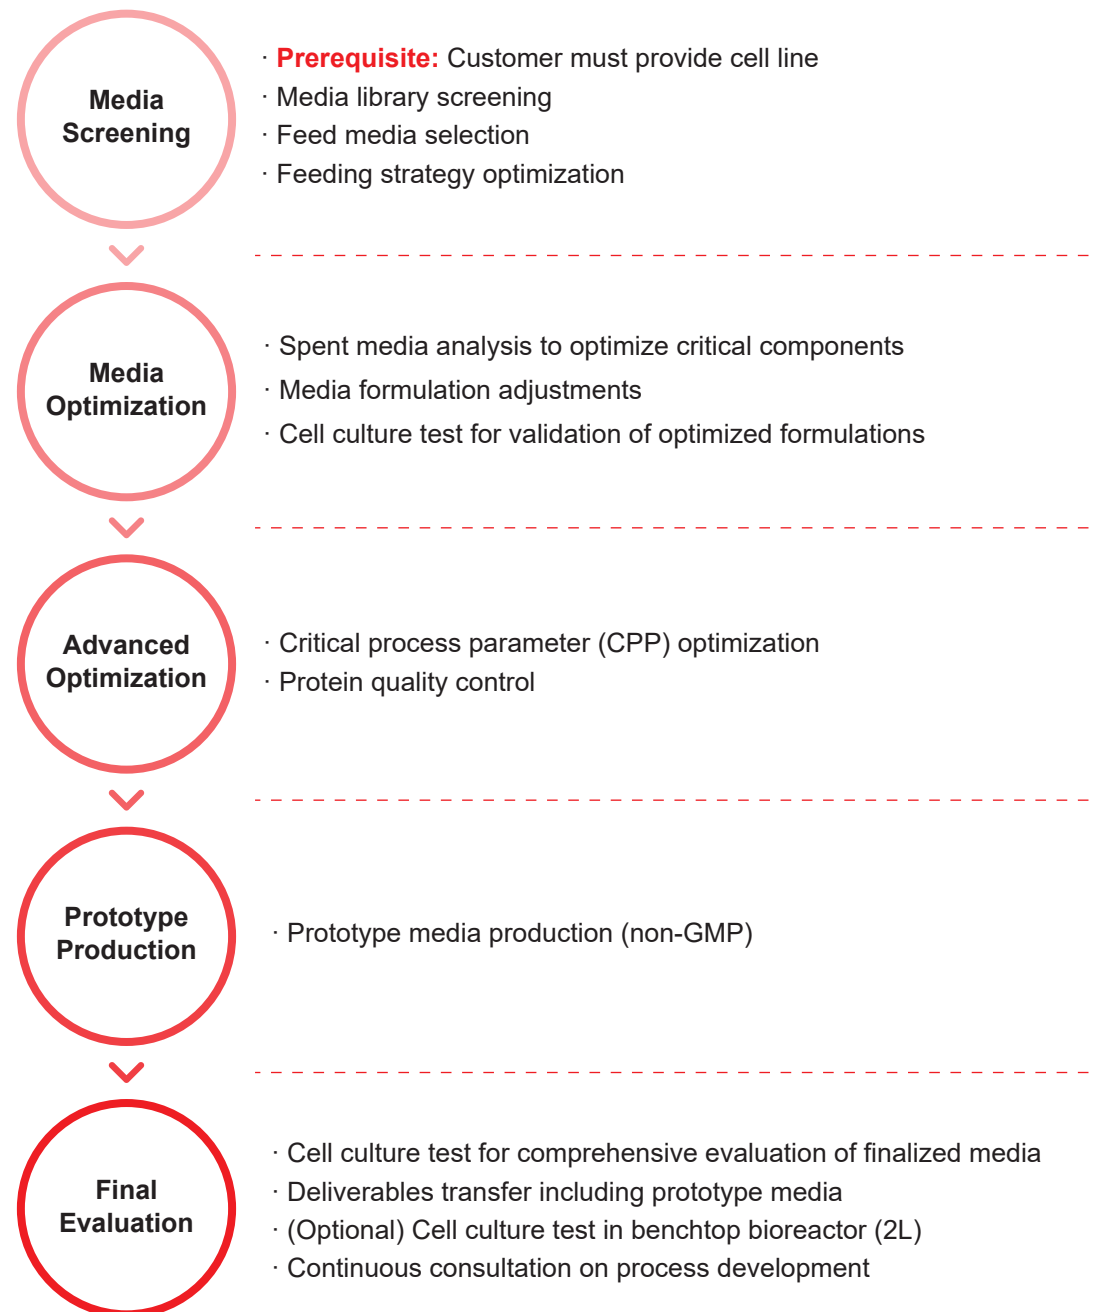 Media
Screening
· Prerequisite: Customer must provide cell line
· Media library screening
· Feed media selection
· Feeding strategy optimization
Media
Optimization
· Spent media analysis to optimize critical components
· Media formulation adjustments
· Cell culture test for validation of optimized formulations
Advanced
Optimization
· Critical process parameter (CPP) optimization
· Protein quality control
Prototype
Production
· Prototype media production (non-GMP)
Final
Evaluation
· Cell culture test for comprehensive evaluation of finalized media
· Deliverables transfer including prototype media
· (Optional) Cell culture test in benchtop bioreactor (2L)
· Continuous consultation on process development